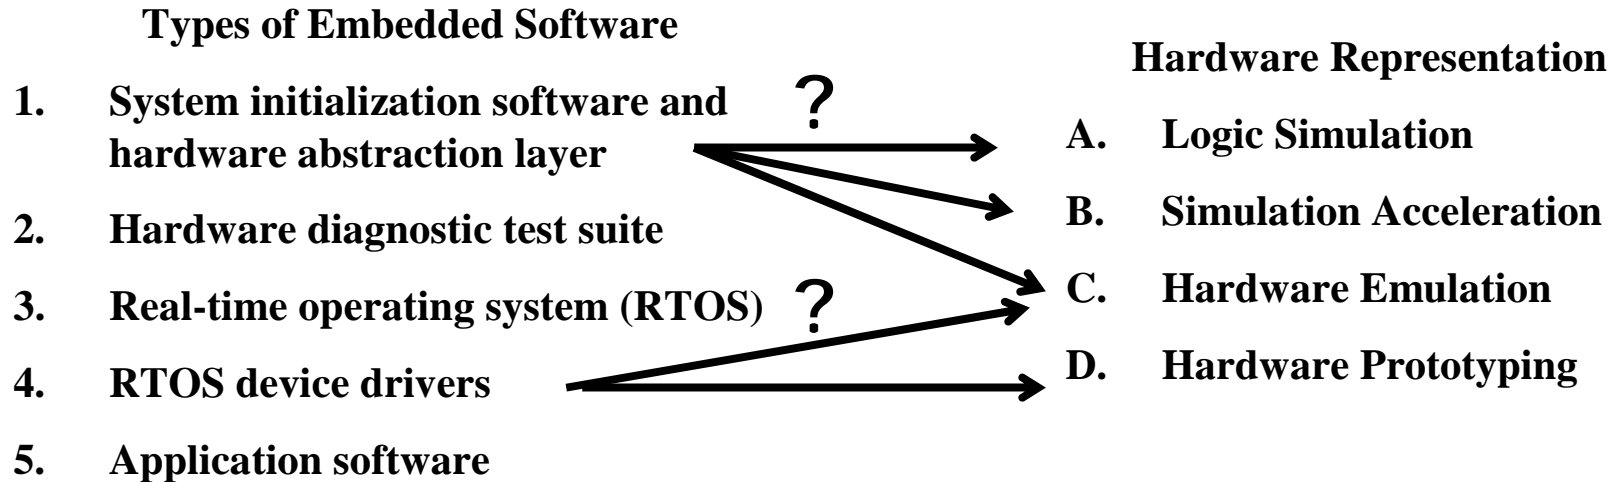 Types of Embedded Software
1. System initialization software and
hardware abstraction layer
2. Hardware diagnostic test suite
3. Real-time operating system (RTOS)
4. RTOS device drivers
5. Application software
?
?
Hardware Representation
A. Logic Simulation
B. Simulation Acceleration
C. Hardware Emulation
D. Hardware Prototyping